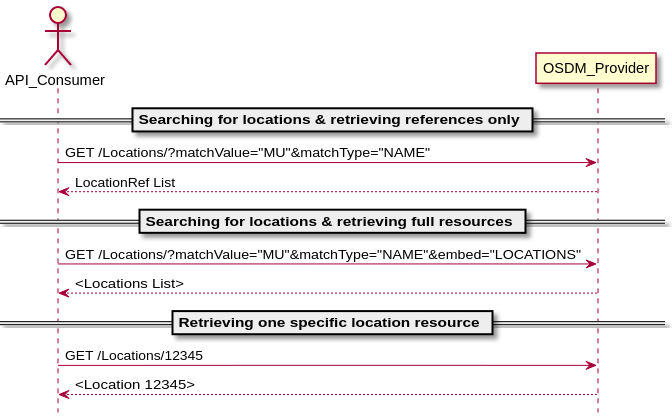 API_Consumer
OSDM_Provider
Searching for locations & retrieving references only
GET /Locations/?matchValue="MU"&matchType="NAME"
LocationRef List
Searching for locations & retrieving full resources
GET /Locations/?matchValue="MU"&matchType="NAME"&embed="LOCATIONS"
<Locations List>
Retrieving one specific location resource
GET /Locations/12345
<Location 12345>